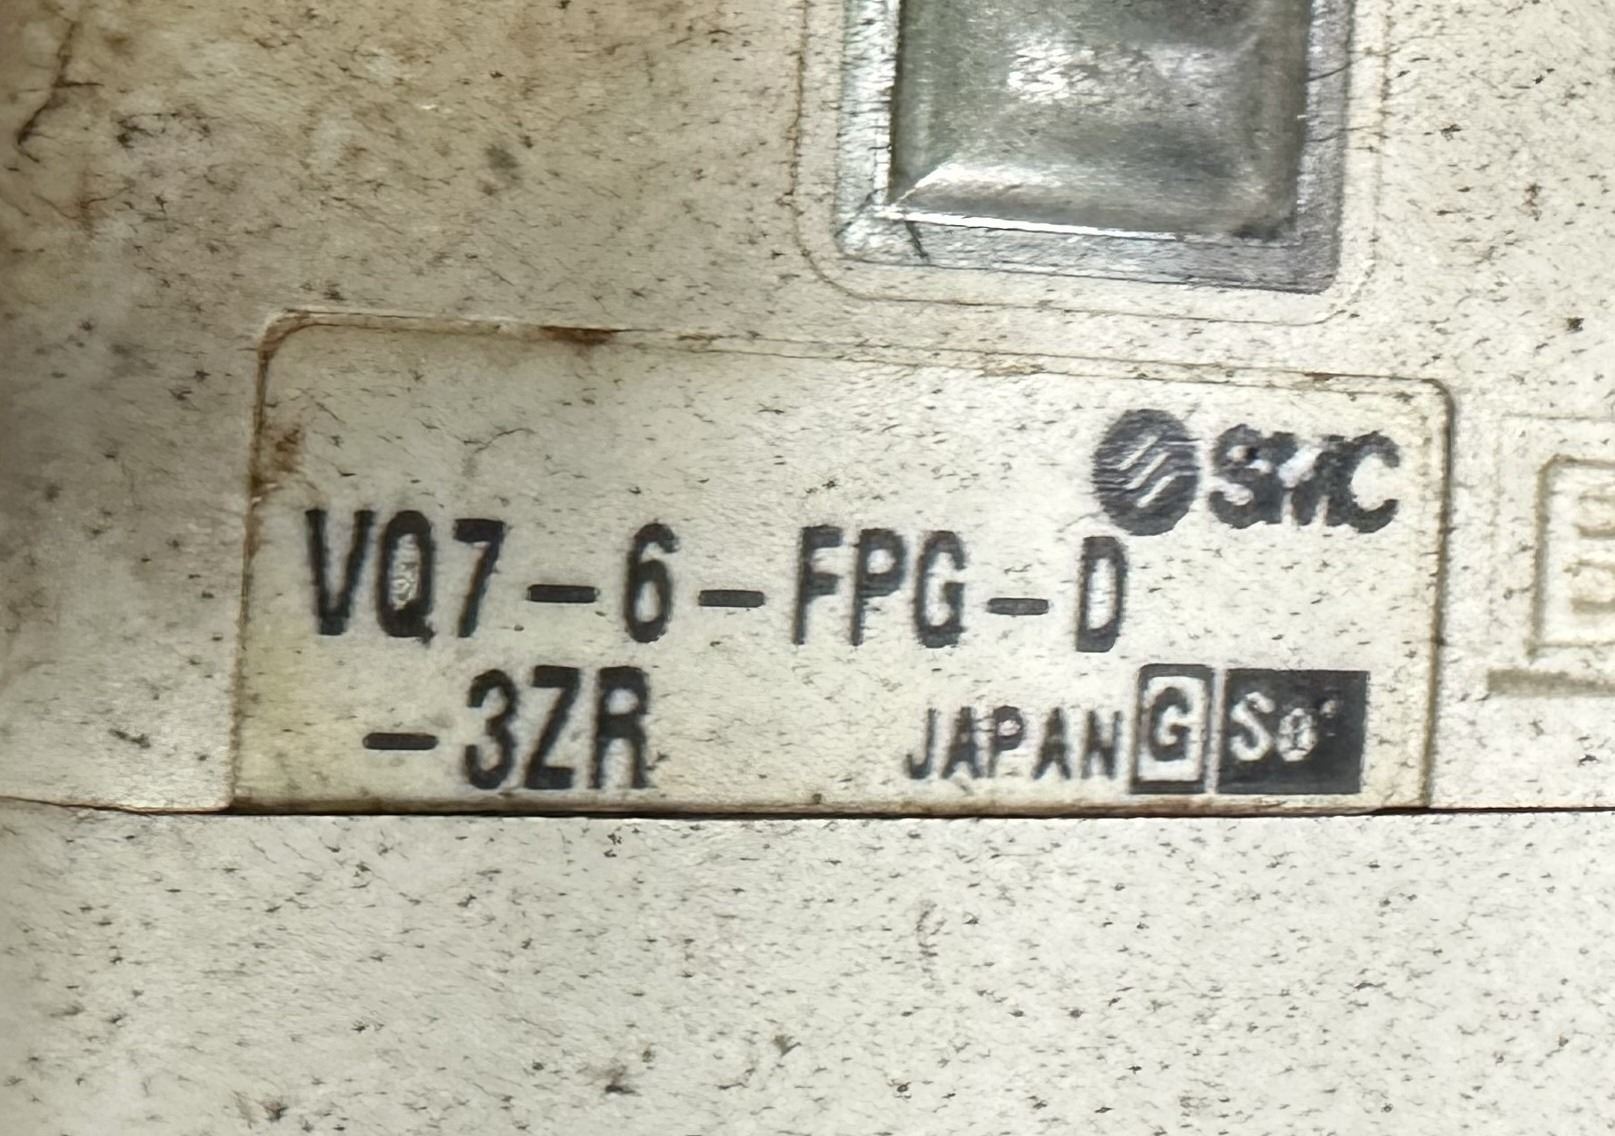 SMC
VQ7-6-FPG-D
-3ZR
JAPAN G